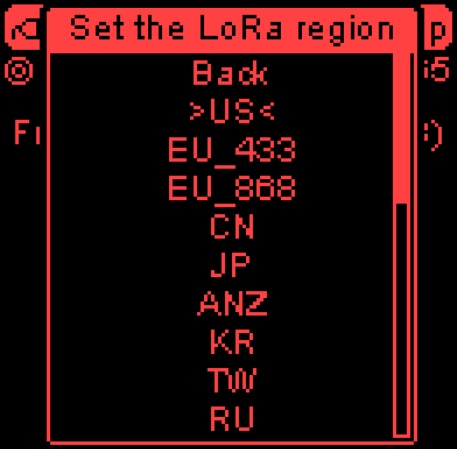 Set the LoRa region
Back
>US<
EU_433
EU_868
CN
JP
ANZ
KR
TW
RU